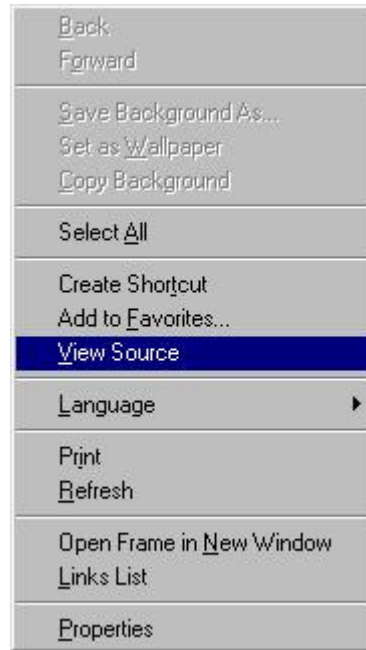 Back
Forward
Save Background As...
Set as Wallpaper
Copy Background
Select All
Create Shortcut
Add to Favorites...
View Source
Language
Print
Refresh
Open Frame in New Window
Links List
Properties